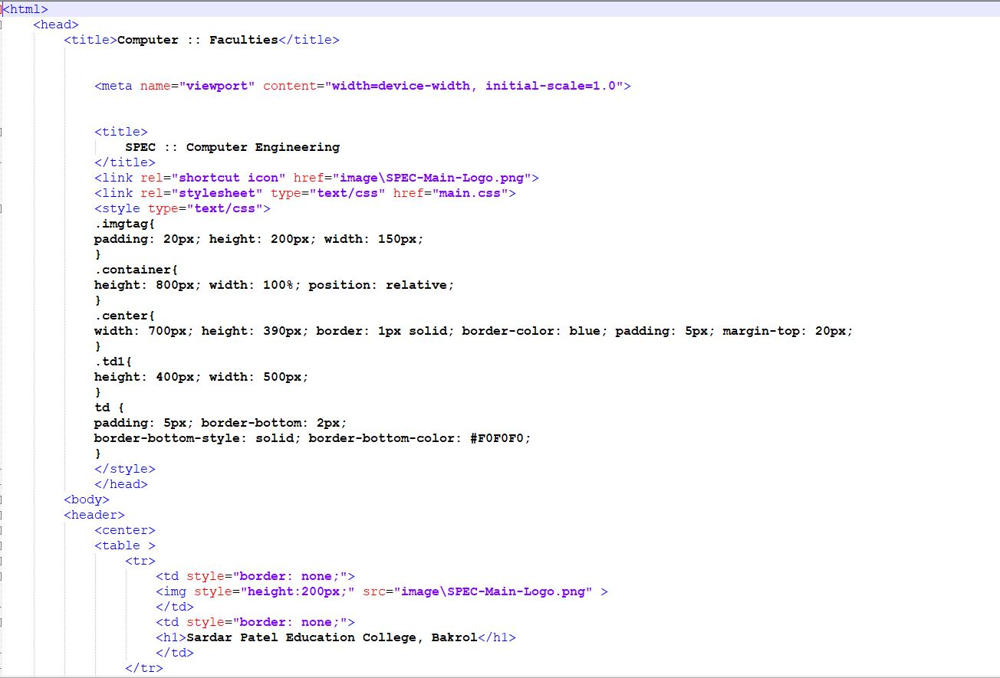 <html>
<head>
<title>Computer :: Faculties</title>
<meta name="viewport" content="width=device-width, initial-scale=1.0">
<title>
SPEC :: Computer Engineering
</title>
<link rel="shortcut icon" href="image\SPEC-Main-Logo.png">
<link rel="stylesheet" type="text/css" href="main.css">
<style type="text/css">
.imgtag{
padding: 20px; height: 200px; width: 150px;
}
.container{
height: 800px; width: 100%; position: relative;
}
.center{
width: 700px; height: 390px; border: 1px solid; border-color: blue; padding: 5px; margin-top: 20px;
}
.td1{
height: 400px; width: 500px;
}
td {
padding: 5px; border-bottom: 2px;
border-bottom-style: solid; border-bottom-color: #F0F0F0;
}
</style>
</head>
<body>
<header>
<center>
<table >
<tr>
<td style="border: none;">
<img style="height:200px;" src="image\SPEC-Main-Logo.png" >
</td>
<td style="border: none;">
<h1>Sardar Patel Education College, Bakrol</h1>
</td>
</tr>